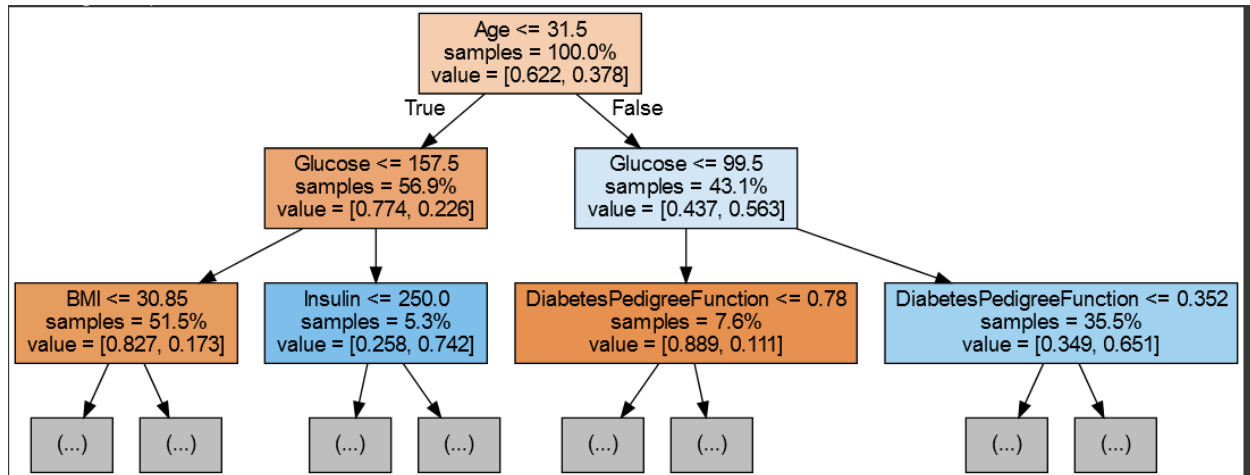 Age <= 31.5
samples = 100.0%
value = [0.622, 0.378]
True
False
Glucose <= 157.5
samples = 56.9%
value = [0.774, 0.226]
Glucose <= 99.5
samples = 43.1%
value = [0.437, 0.563]
BMI <= 30.85
samples = 51.5%
value = [0.827, 0.173]
Insulin <= 250.0
samples = 5.3%
value = [0.258, 0.742]
DiabetesPedigreeFunction <= 0.78
samples = 7.6%
value = [0.889, 0.111]
DiabetesPedigreeFunction <= 0.352
samples = 35.5%
value = [0.349, 0.651]
(...)
(...)
(...)
(...)
(...)
(...)
(...)
(...)